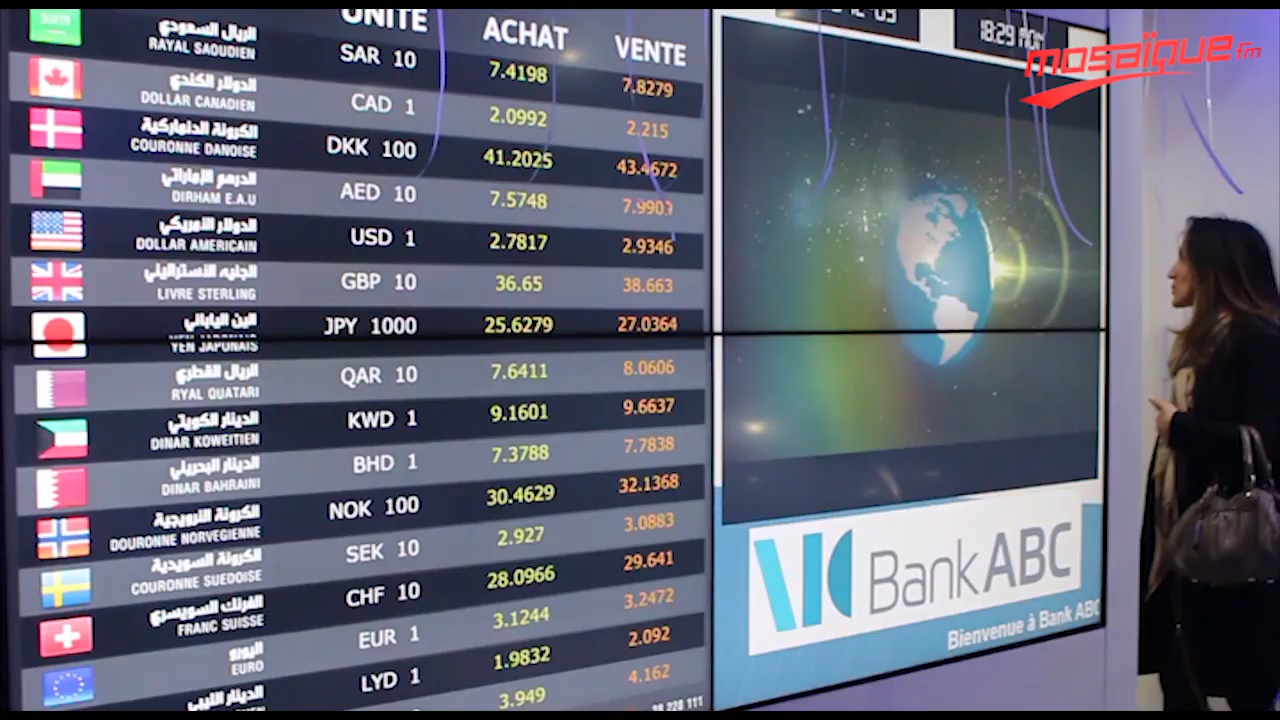 UNITE ACHAT VENTE
الريال السعودي
RAYAL SAOUDIEN SAR 10 7.4198 7.8279
الدولار الكندي
DOLLAR CANADIEN CAD 1 2.0992 2.215
الكرونة الدنماركية
COURONNE DANOISE DKK 100 41.2025 43.4672
الدرهم الإماراتي
DIRHAM E.A.U AED 10 7.5748 7.9903
الدولار الأمريكي
DOLLAR AMERICAIN USD 1 2.7817 2.9346
الجنيه الأسترليني
LIVRE STERLING GBP 10 36.65 38.663
الين الياباني
YEN JAPONAIS JPY 1000 25.6279 27.0364
الريال القطري
RYAL QUATARI QAR 10 7.6411 8.0606
الدينار الكويتي
DINAR KOWEITIEN KWD 1 9.1601 9.6637
الدينار البحريني
DINAR BAHRAINI BHD 1 7.3788 7.7838
الكرونة النرويجية
DOURONNE NORVEGIENNE NOK 100 30.4629 32.1368
الكرونة السويدية
COURONNE SUEDOISE SEK 10 2.927 3.0883
الفرنك السويسري
FRANC SUISSE CHF 10 28.0966 29.641
اليورو
EURO EUR 1 3.1244 3.2472
الدينار الليبي
LYD 1 1.9832 2.092
3.949 4.162
18:29
mosaïque fm
Bank ABC
Bienvenue à Bank ABC